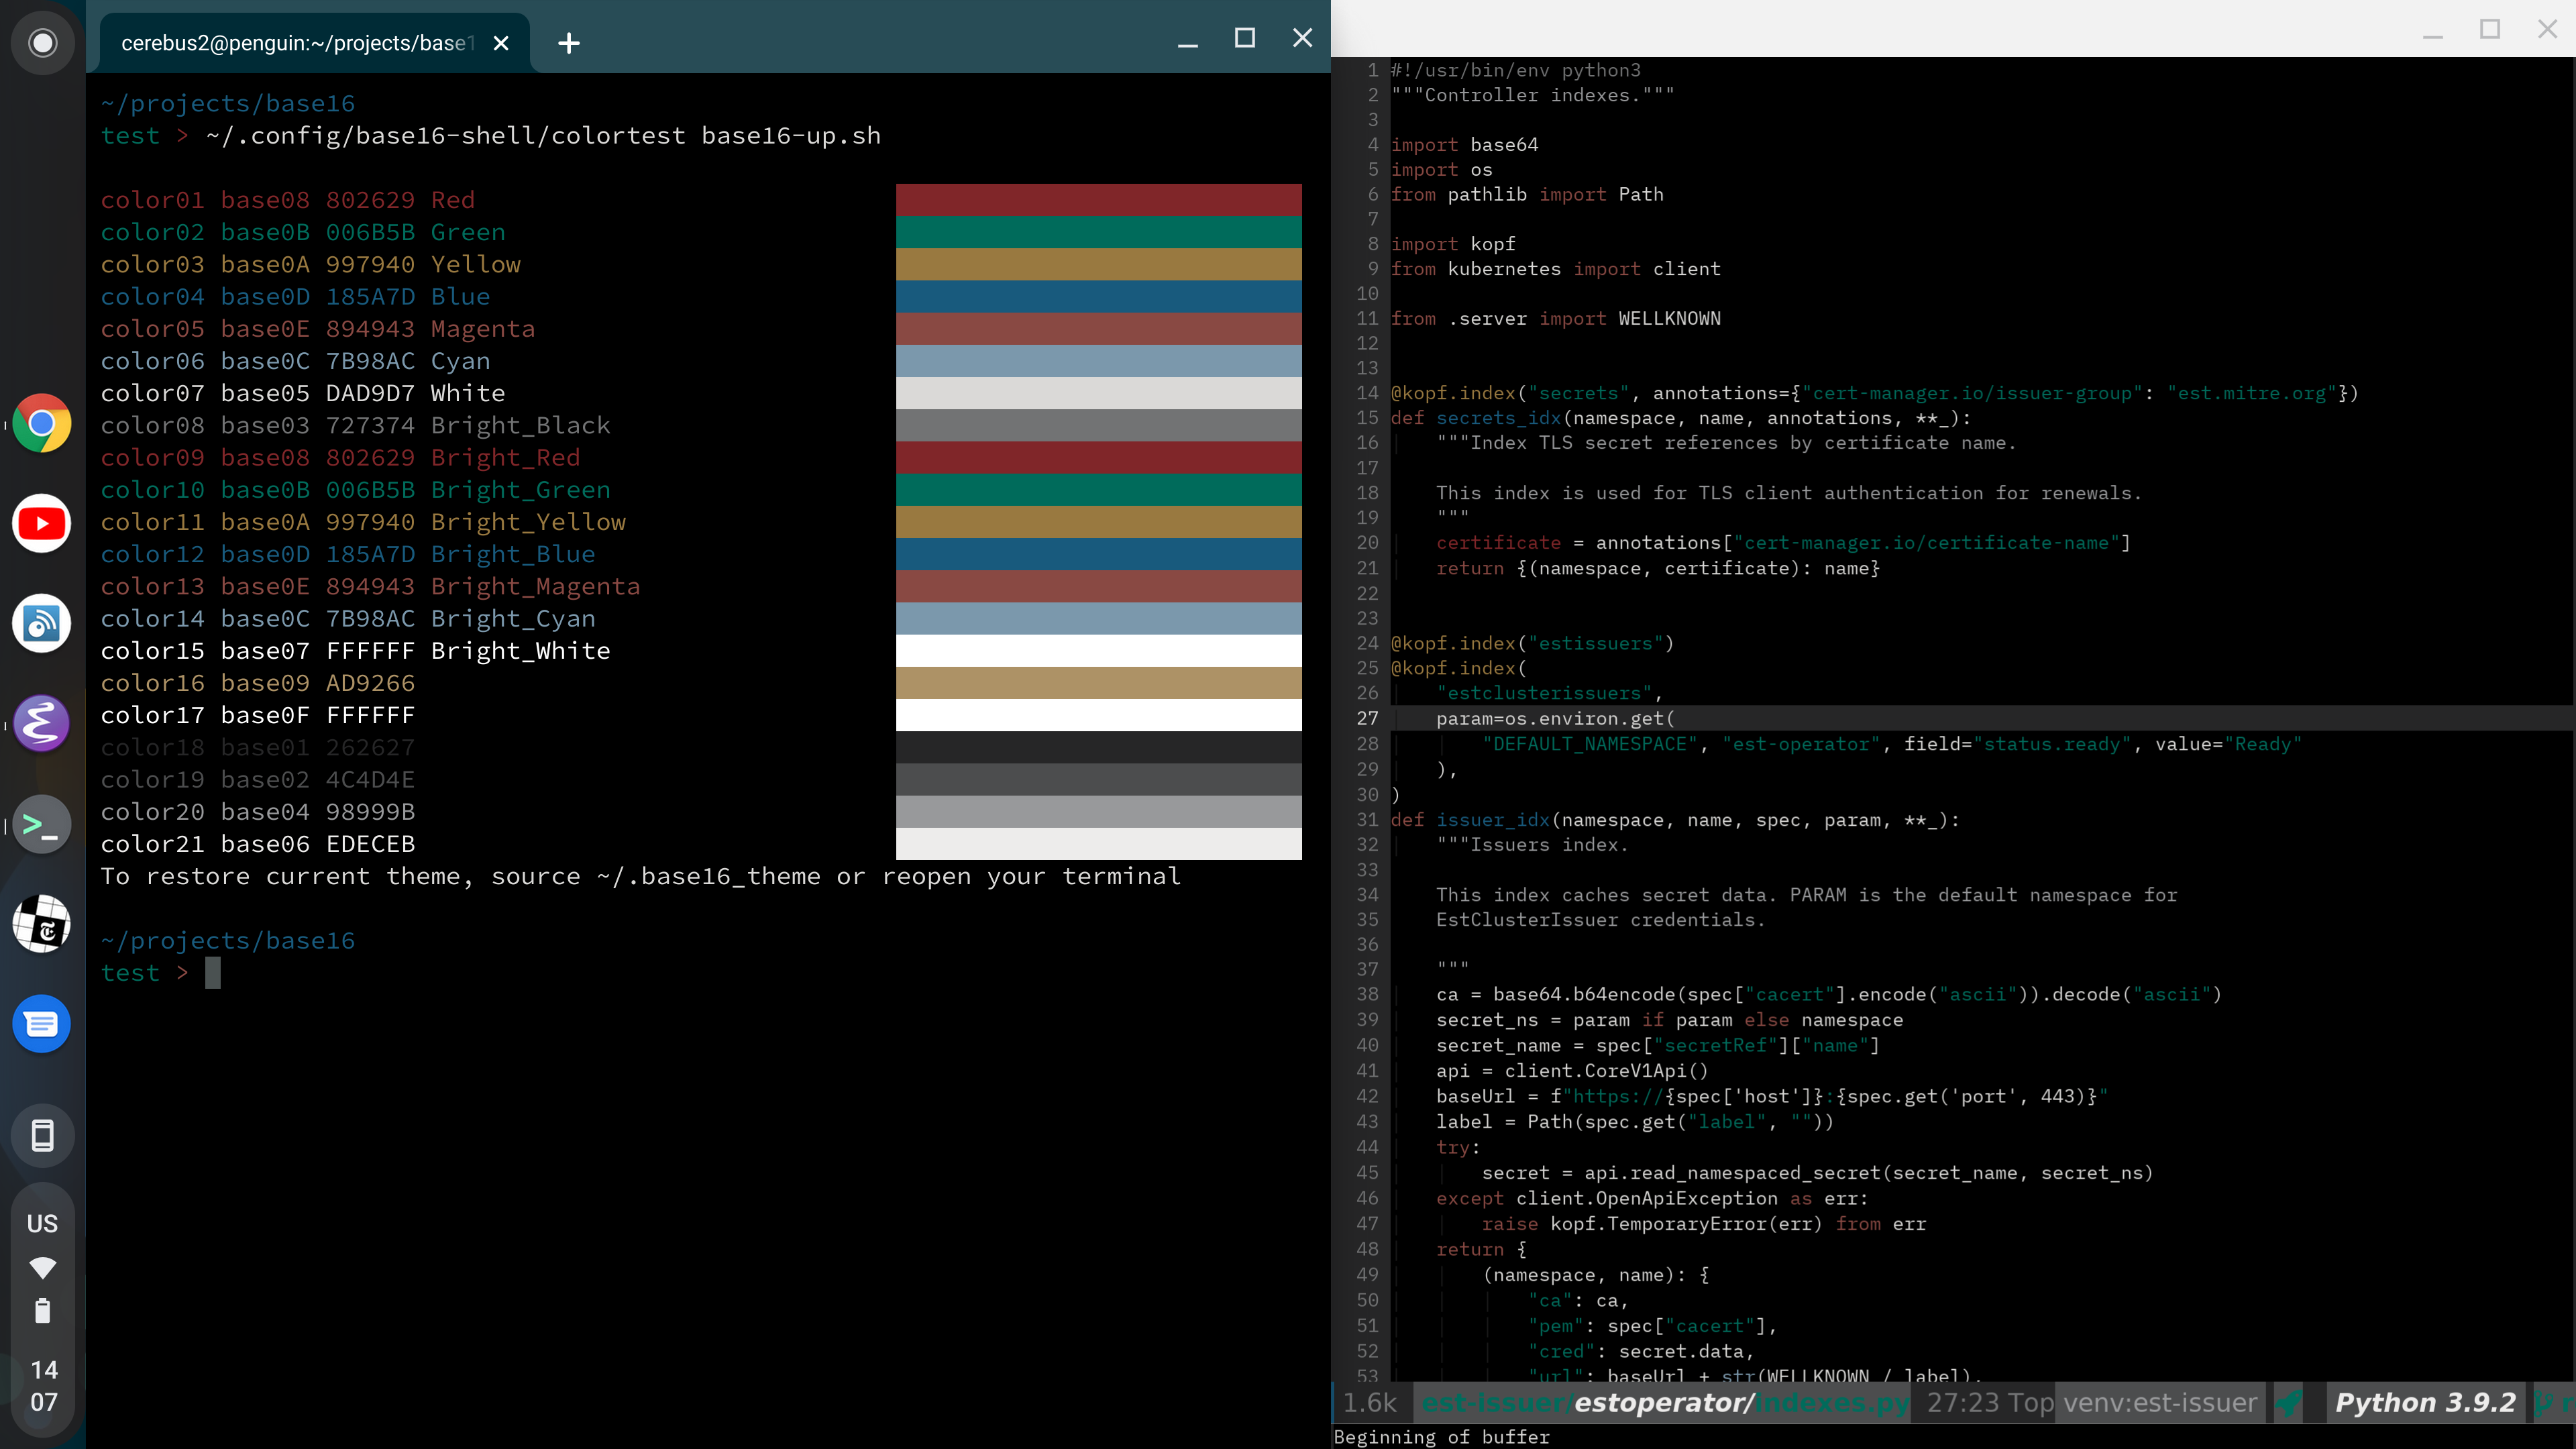 cerebus2@penguin:~/projects/base1
~/projects/base16
test > ~/.config/base16-shell/colortest base16-up.sh
color01 base08 802629 Red
color02 base0B 006B5B Green
color03 base0A 997940 Yellow
color04 base0D 185A7D Blue
color05 base0E 894943 Magenta
color06 base0C 7B98AC Cyan
color07 base05 DAD9D7 White
color08 base03 727374 Bright_Black
color09 base08 802629 Bright_Red
color10 base0B 006B5B Bright_Green
color11 base0A 997940 Bright_Yellow
color12 base0D 185A7D Bright_Blue
color13 base0E 894943 Bright_Magenta
color14 base0C 7B98AC Bright_Cyan
color15 base07 FFFFFF Bright_White
color16 base09 AD9266
color17 base0F FFFFFF
color18 base01 262627
color19 base02 4C4D4E
color20 base04 98999B
color21 base06 EDECEB
To restore current theme, source ~/.base16_theme or reopen your terminal
~/projects/base16
test >
US
14
07
1 #!/usr/bin/env python3
2 """Controller indexes."""
3
4 import base64
5 import os
6 from pathlib import Path
7
8 import kopf
9 from kubernetes import client
10
11 from .server import WELLKNOWN
12
13
14 @kopf.index("secrets", annotations={"cert-manager.io/issuer-group": "est.mitre.org"})
15 def secrets_idx(namespace, name, annotations, **_):
16     """Index TLS secret references by certificate name.
17
18     This index is used for TLS client authentication for renewals.
19     """
20     certificate = annotations["cert-manager.io/certificate-name"]
21     return {(namespace, certificate): name}
22
23
24 @kopf.index("estissuers")
25 @kopf.index(
26     "estclusterissuers",
27     param=os.environ.get(
28         "DEFAULT_NAMESPACE", "est-operator", field="status.ready", value="Ready"
29     ),
30 )
31 def issuer_idx(namespace, name, spec, param, **_):
32     """Issuers index.
33
34     This index caches secret data. PARAM is the default namespace for
35     EstClusterIssuer credentials.
36
37     """
38     ca = base64.b64encode(spec["cacert"].encode("ascii")).decode("ascii")
39     secret_ns = param if param else namespace
40     secret_name = spec["secretRef"]["name"]
41     api = client.CoreV1Api()
42     baseUrl = f"https://{spec['host']}:{spec.get('port', 443)}"
43     label = Path(spec.get("label", ""))
44     try:
45         secret = api.read_namespaced_secret(secret_name, secret_ns)
46     except client.OpenApiException as err:
47         raise kopf.TemporaryError(err) from err
48     return {
49         (namespace, name): {
50             "ca": ca,
51             "pem": spec["cacert"],
52             "cred": secret.data,
53             "url": baseUrl + str(WELLKNOWN / label),
1.6k est-issuer/estoperator/indexes.py 27:23 Top venv:est-issuer Python 3.9.2
Beginning of buffer